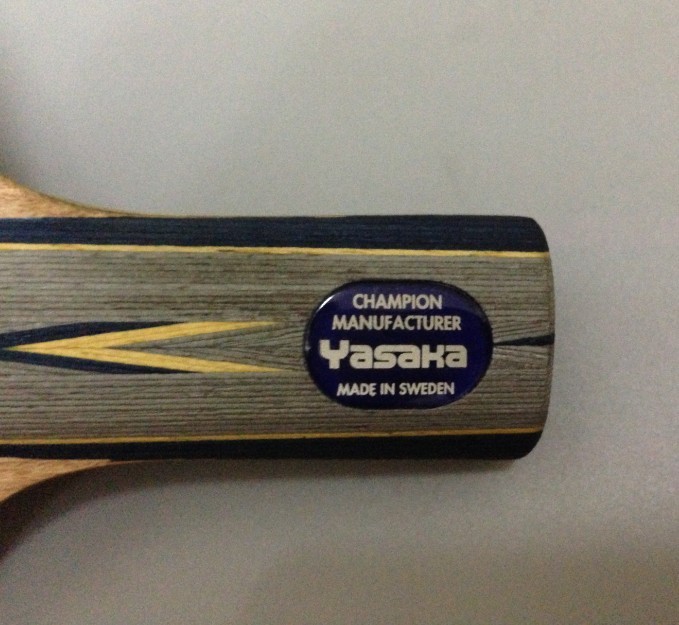 CHAMPION
MANUFACTURER
Yasaka
MADE IN SWEDEN